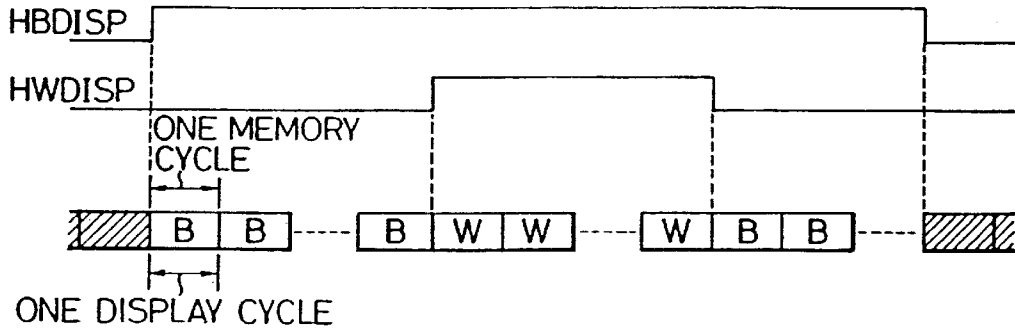 HBDISP
HWDISP
ONE MEMORY
CYCLE
B B B W W W B B
ONE DISPLAY CYCLE